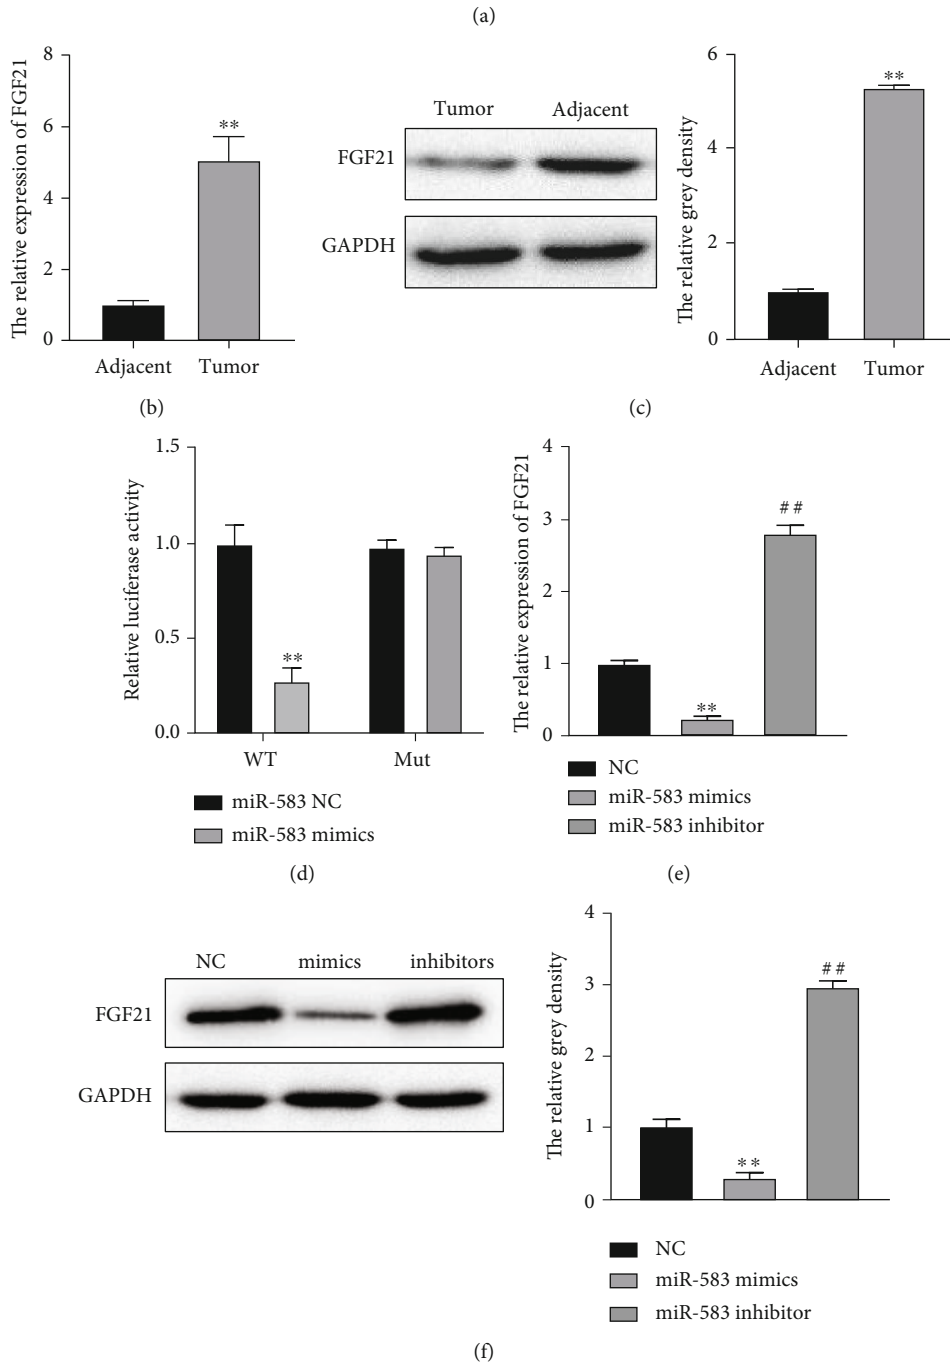 (a)
The relative expression of FGF21
8
6
4
2
0
**
Adjacent
Tumor
(b)
Tumor
Adjacent
FGF21
GAPDH
The relative grey density
6
4
2
0
**
Adjacent
Tumor
(c)
Relative luciferase activity
1.5
1.0
0.5
0.0
**
WT
Mut
miR-583 NC
miR-583 mimics
(d)
The relative expression of FGF21
4
3
2
1
0
**
##
NC
miR-583 mimics
miR-583 inhibitor
(e)
NC
mimics
inhibitors
FGF21
GAPDH
The relative grey density
4
3
2
1
0
**
##
NC
miR-583 mimics
miR-583 inhibitor
(f)